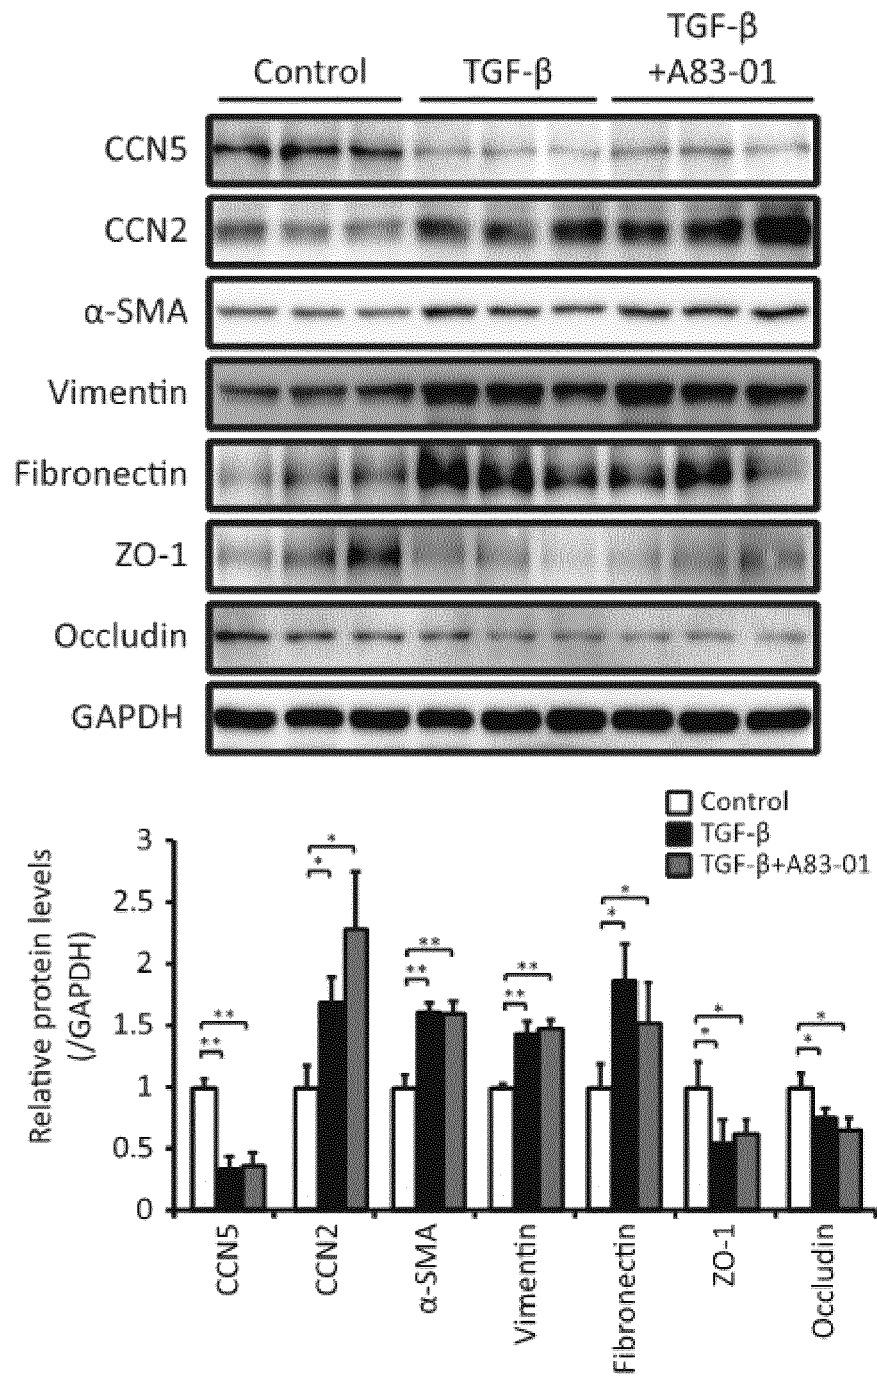 TGF-β
Control TGF-β +A83-01
CCN5
CCN2
α-SMA
Vimentin
Fibronectin
ZO-1
Occludin
GAPDH
Control
TGF-β
TGF-β+A83-01
Relative protein levels
(/GAPDH)
3
2.5
2
1.5
1
0.5
0
** **
* *
** **
** **
* *
* *
* *
CCN5
CCN2
α-SMA
Vimentin
Fibronectin
ZO-1
Occludin